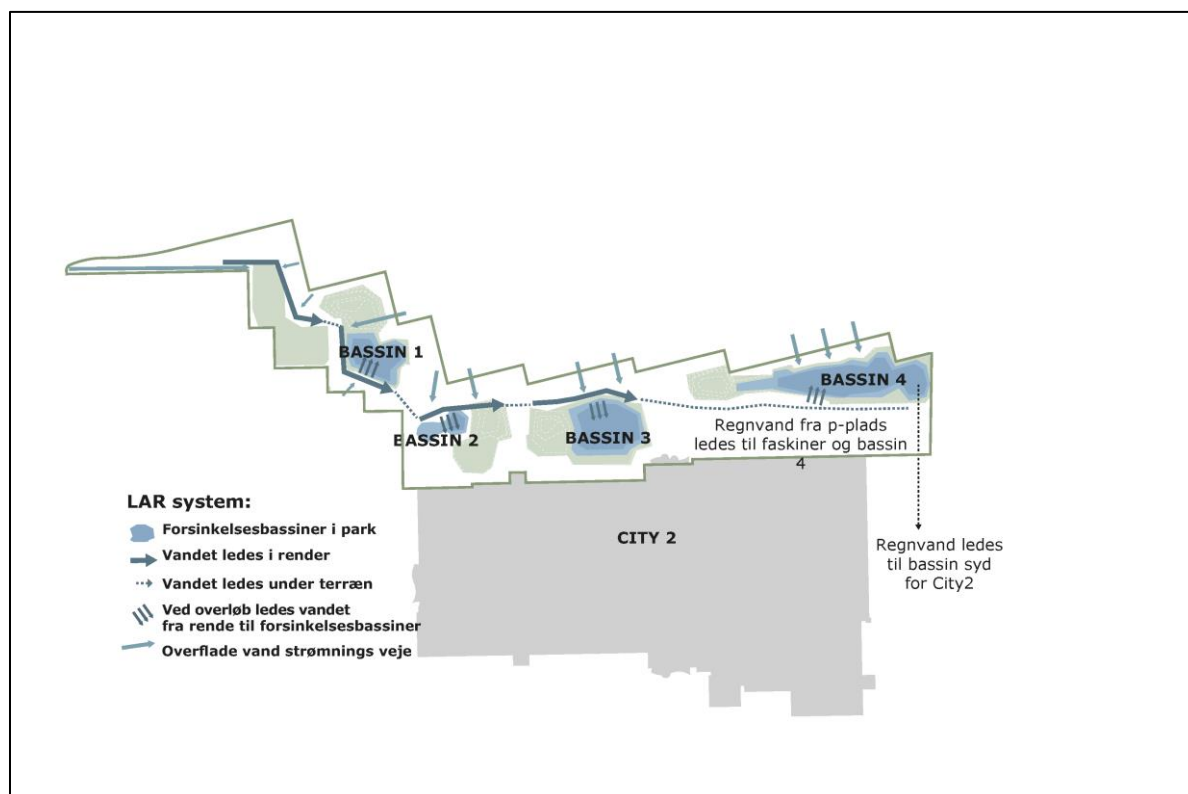 BASSIN 1
BASSIN 2
BASSIN 3
BASSIN 4
Regnvand fra p-plads
ledes til faskiner og bassin
4
LAR system:
Forsinkelsesbassiner i park
Vandet ledes i render
Vandet ledes under terræn
Ved overløb ledes vandet
fra rende til forsinkelsesbassiner
Overflade vand strømnings veje
CITY 2
Regnvand ledes
til bassin syd
for City2